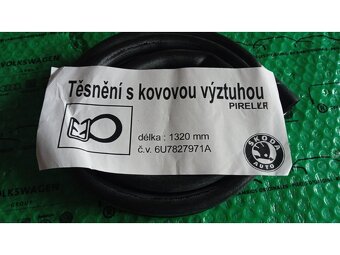 Těsnění s kovovou výztuhou
PIRELLI
délka : 1320 mm
č.v. 6U7827971A
ŠKODA
AUTO
VOLKSWAGEN